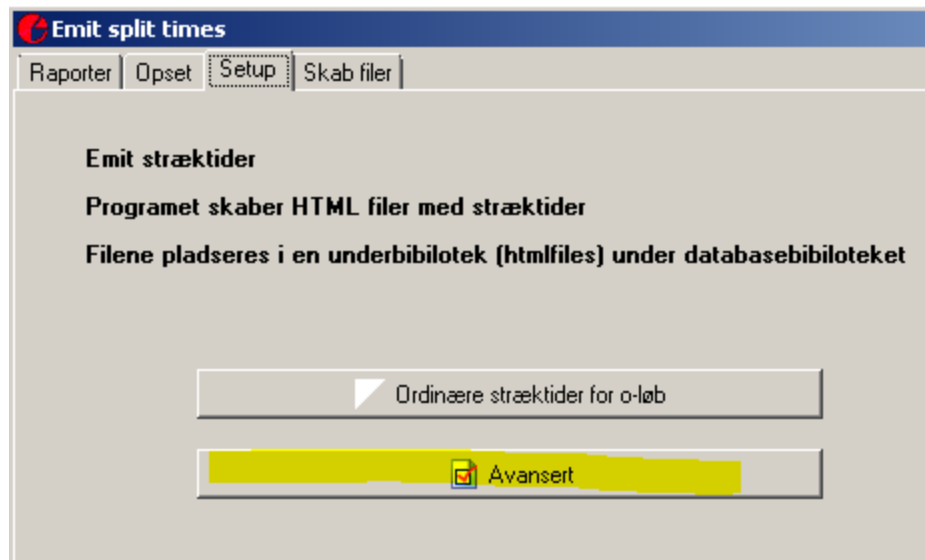 Emit split times
Raporter Opset Setup Skab filer
Emit stræktider
Programet skaber HTML filer med stræktider
Filene pladseres i en underbibilotek (htmlfiles) under databasebibiloteket
Ordinære stræktider for o-løb
Avansert